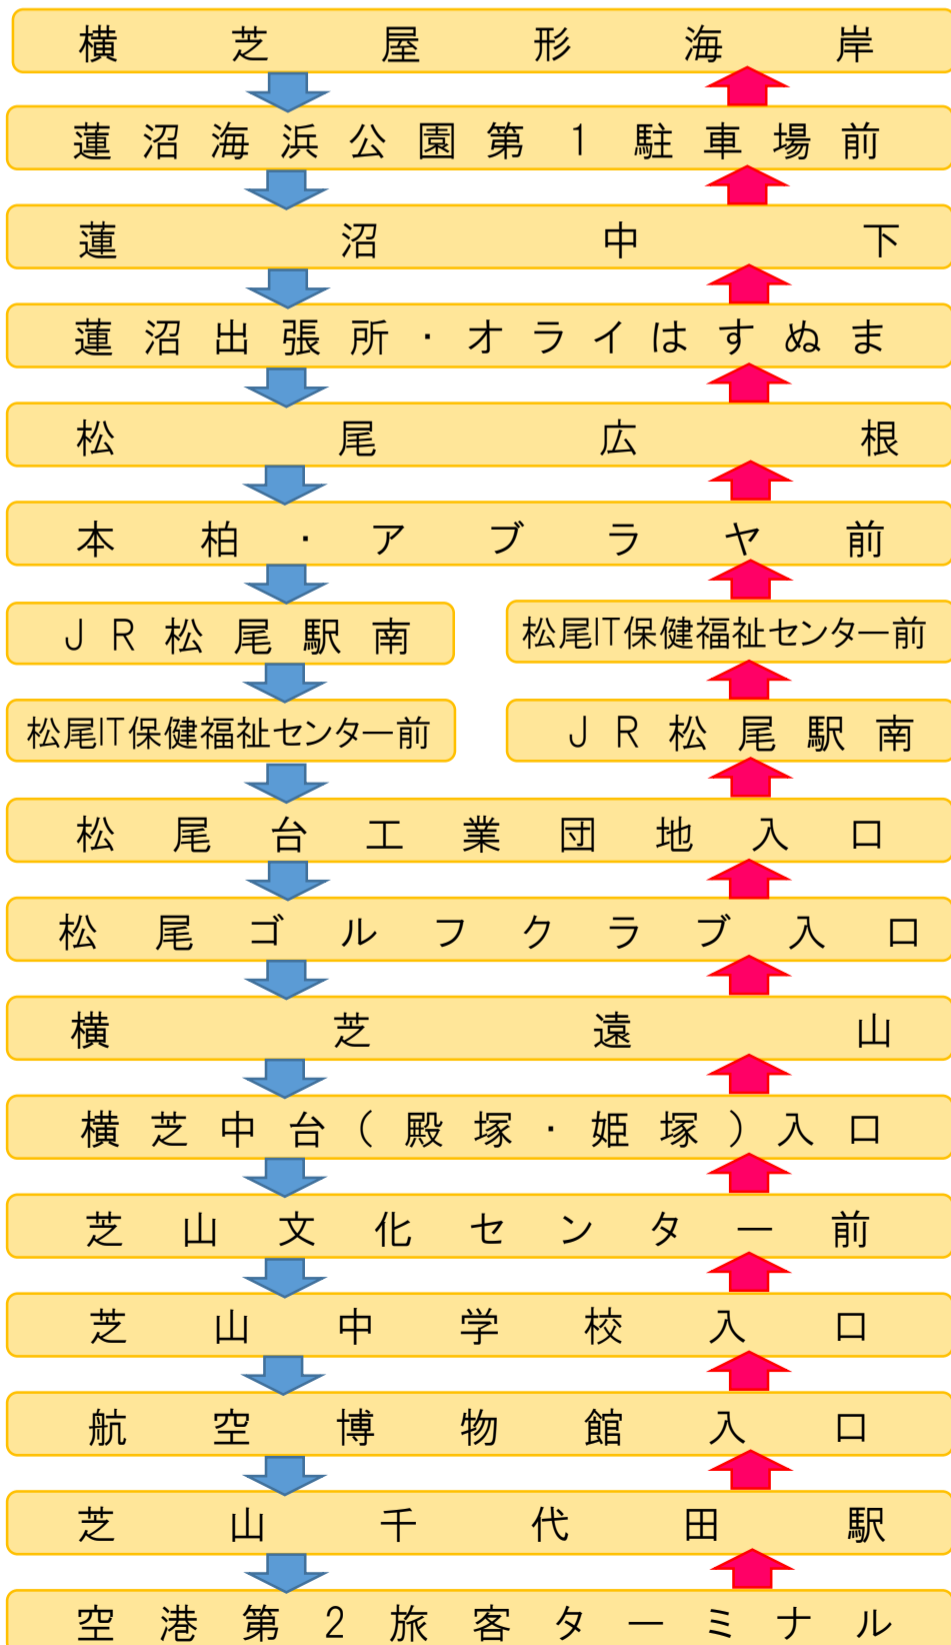 横芝屋形海岸
蓮沼海浜公園第1駐車場前
蓮沼中下
蓮沼出張所・オライはすぬま
松尾広根
本柏・アブラヤ前
JR松尾駅南
松尾IT保健福祉センター前
松尾IT保健福祉センター前
JR松尾駅南
松尾台工業団地入口
松尾ゴルフクラブ入口
横芝遠山
横芝中台(殿塚・姫塚)入口
芝山文化センター前
芝山中学校入口
航空博物館入口
芝山千代田駅
空港第2旅客ターミナル